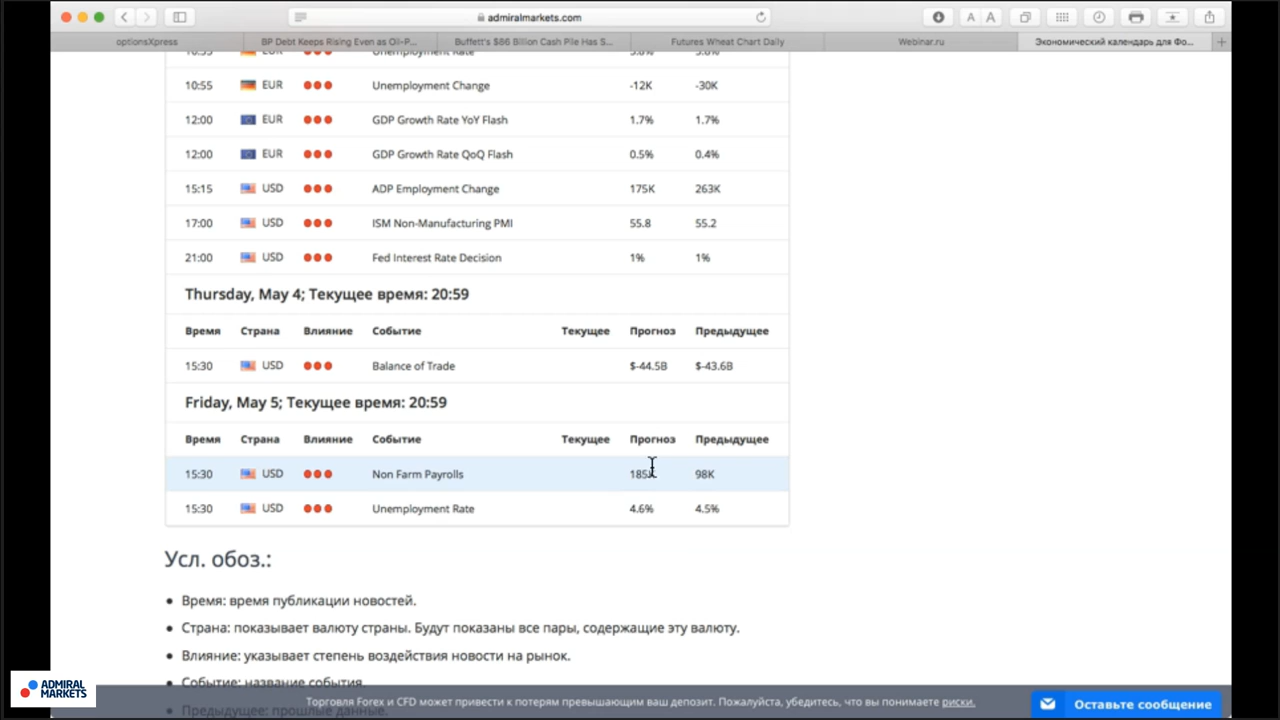 admiralmarkets.com
A A
optionsXpress BP Debt Keeps Rising Even as Oil-P... Buffett's $86 Billion Cash Pile Has S... Futures Wheat Chart Daily Webinar.ru Экономический календарь для Фо...
10:55 EUR Unemployment Rate
10:55 EUR Unemployment Change -12K -30K
12:00 EUR GDP Growth Rate YoY Flash 1.7% 1.7%
12:00 EUR GDP Growth Rate QoQ Flash 0.5% 0.4%
15:15 USD ADP Employment Change 175K 263K
17:00 USD ISM Non-Manufacturing PMI 55.8 55.2
21:00 USD Fed Interest Rate Decision 1% 1%
Thursday, May 4; Текущее время: 20:59
Время Страна Влияние Событие Текущее Прогноз Предыдущее
15:30 USD Balance of Trade $-44.5B $-43.6B
Friday, May 5; Текущее время: 20:59
Время Страна Влияние Событие Текущее Прогноз Предыдущее
15:30 USD Non Farm Payrolls 185K 98K
15:30 USD Unemployment Rate 4.6% 4.5%
Усл. обоз.:
Время: время публикации новостей.
Страна: показывает валюту страны. Будут показаны все пары, содержащие эту валюту.
Влияние: указывает степень воздействия новости на рынок.
Событие: название события.
Предыдущее: прошлые данные.
Торговля Forex и CFD может привести к потерям превышающим ваш депозит. Пожалуйста, убедитесь, что вы понимаете риски.
Оставьте сообщение
ADMIRAL
MARKETS